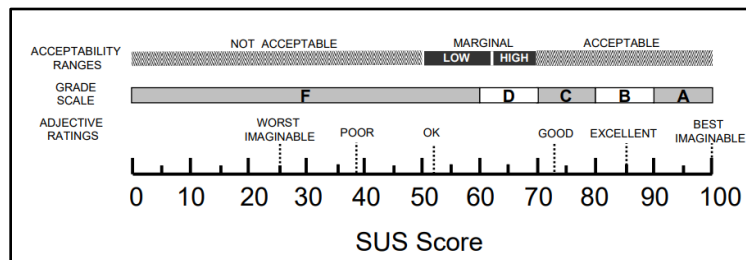 NOT ACCEPTABLE MARGINAL ACCEPTABLE
ACCEPTABILITY
RANGES
LOW HIGH
GRADE
SCALE
F D C B A
ADJECTIVE
RATINGS
WORST
IMAGINABLE
POOR
OK
GOOD
EXCELLENT
BEST
IMAGINABLE
0 10 20 30 40 50 60 70 80 90 100
SUS Score